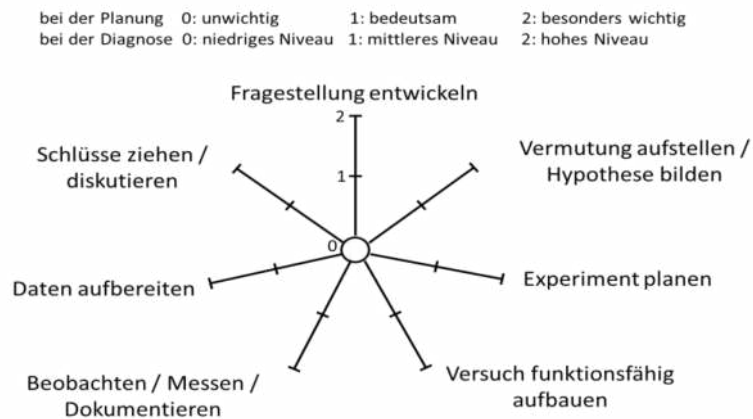 bei der Planung 0: unwichtig 1: bedeutsam 2: besonders wichtig
bei der Diagnose 0: niedriges Niveau 1: mittleres Niveau 2: hohes Niveau
Fragestellung entwickeln
2
1
0
Vermutung aufstellen /
Hypothese bilden
Experiment planen
Versuch funktionsfähig
aufbauen
Beobachten / Messen /
Dokumentieren
Daten aufbereiten
Schlüsse ziehen /
diskutieren